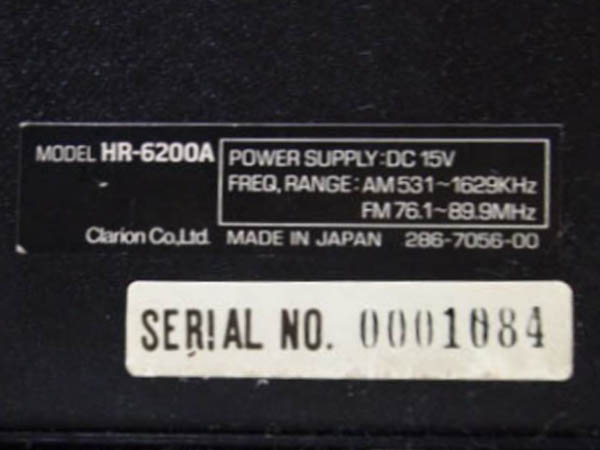 MODEL HR-6200A
POWER SUPPLY:DC 15V
FREQ, RANGE: AM 531~1629KHz
FM 76.1~89.9MHz
Clarion Co.,Ltd. MADE IN JAPAN 286-7056-00
SERIAL NO. 0001084